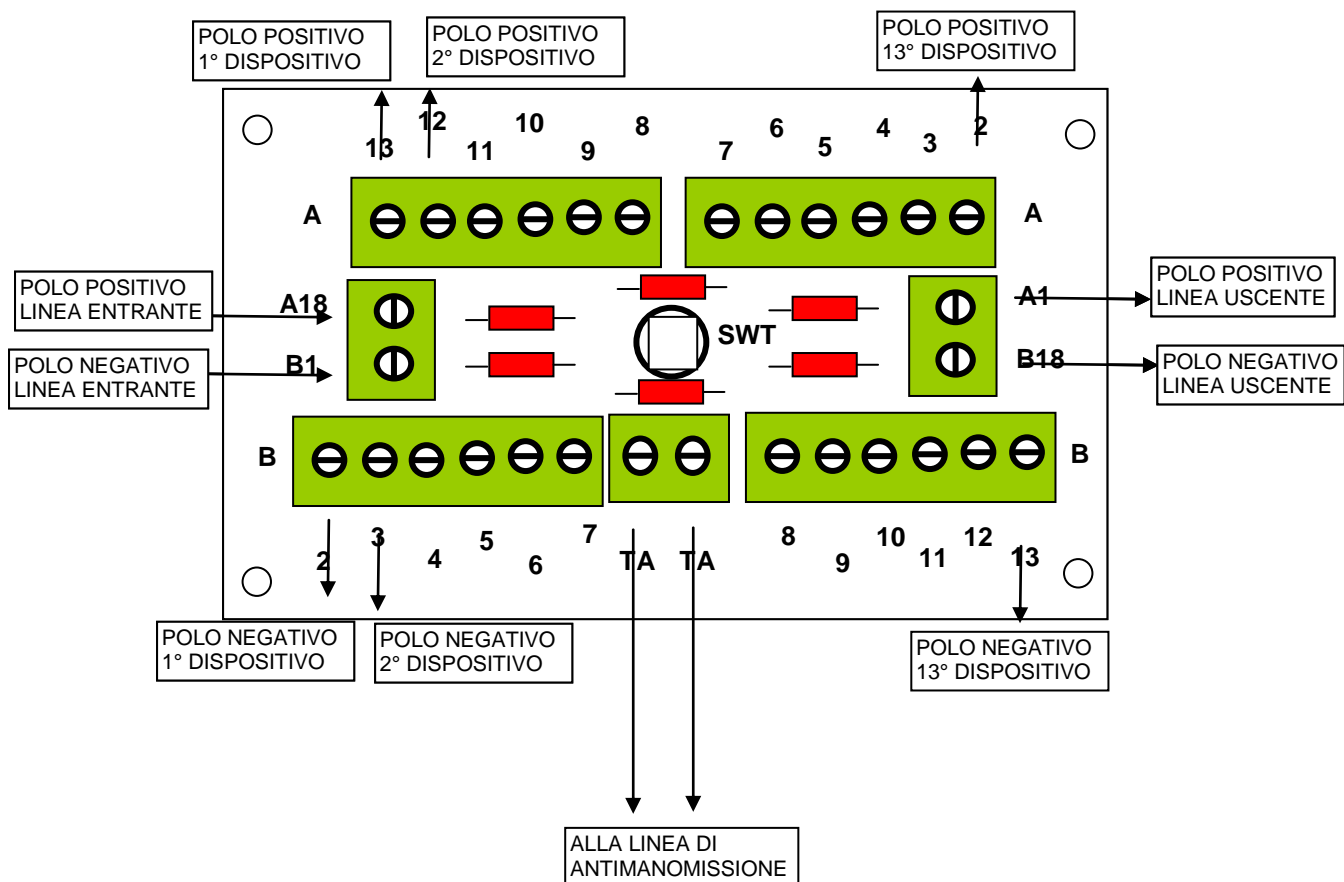 POLO POSITIVO
1° DISPOSITIVO
POLO POSITIVO
2° DISPOSITIVO
POLO POSITIVO
13° DISPOSITIVO
13 12 11 10 9 8 7 6 5 4 3 2
A A
POLO POSITIVO
LINEA ENTRANTE
A18
A1
POLO POSITIVO
LINEA USCENTE
SWT
POLO NEGATIVO
LINEA ENTRANTE
B1
B18
POLO NEGATIVO
LINEA USCENTE
B B
2 3 4 5 6 7 TA TA 8 9 10 11 12 13
POLO NEGATIVO
1° DISPOSITIVO
POLO NEGATIVO
2° DISPOSITIVO
POLO NEGATIVO
13° DISPOSITIVO
ALLA LINEA DI
ANTIMANOMISSIONE